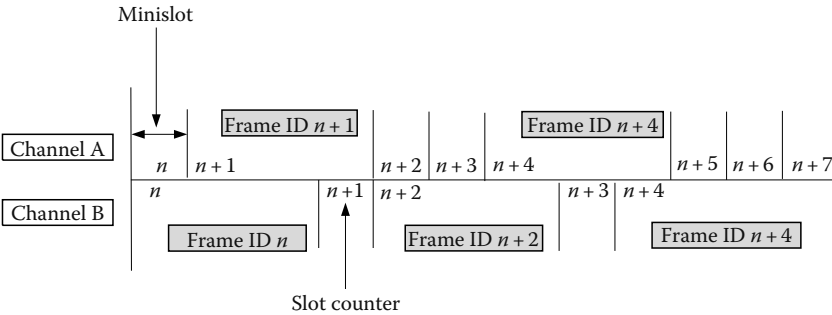 Minislot
Frame ID n + 1
Frame ID n + 4
Channel A
n
n + 1
n + 2
n + 3
n + 4
n + 5
n + 6
n + 7
n
n + 1
n + 2
n + 3
n + 4
Channel B
Frame ID n
Frame ID n + 2
Frame ID n + 4
Slot counter